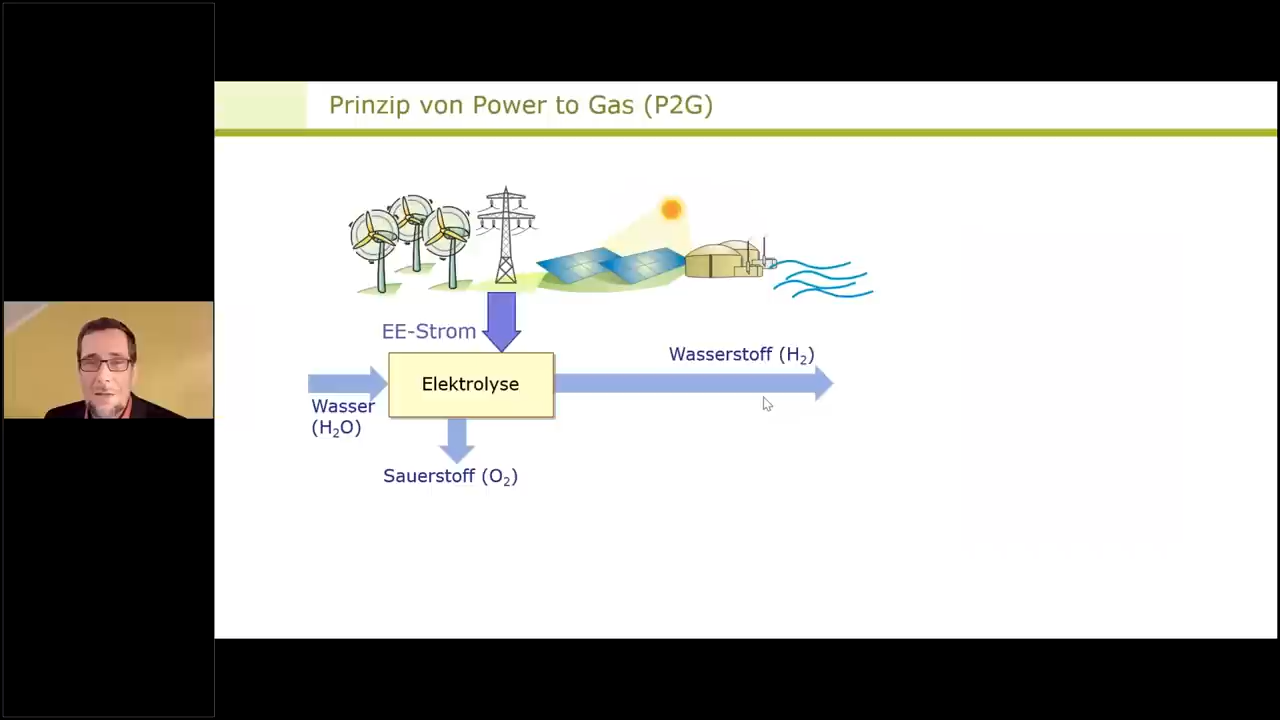 Prinzip von Power to Gas (P2G)
EE-Strom
Wasserstoff (H₂)
Elektrolyse
Wasser
(H₂O)
Sauerstoff (O₂)